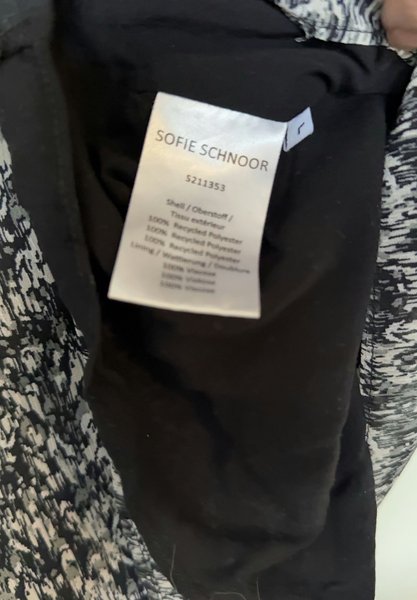 SOFIE SCHNOOR
L
S211353
Shell / Oberstoff /
Tissu extérieur
100% Recycled Polyester
100% Recycled Polyester
100% Recycled Polyester
Lining / Wattierung / Doublure
100% Viscose
100% Viskose
100% Viscose